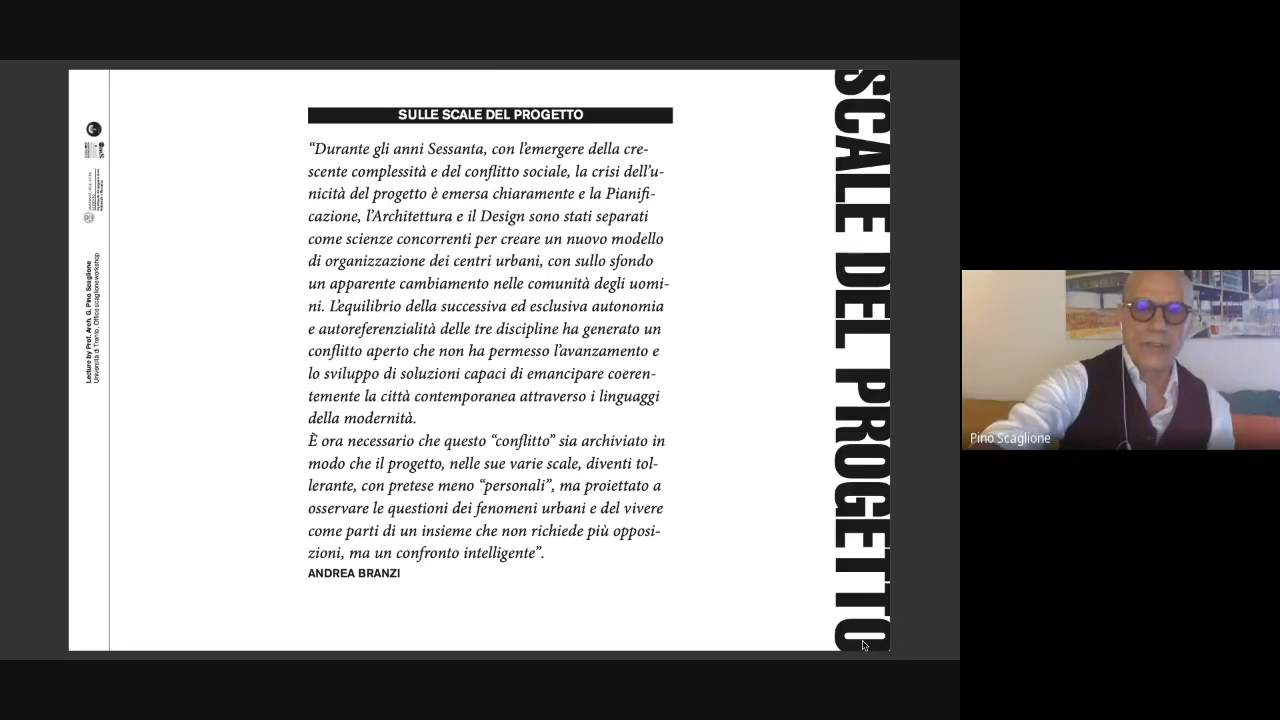 SULLE SCALE DEL PROGETTO
“Durante gli anni Sessanta, con l’emergere della cre-
scente complessità e del conflitto sociale, la crisi dell’u-
nicità del progetto è emersa chiaramente e la Pianifi-
cazione, l’Architettura e il Design sono stati separati
come scienze concorrenti per creare un nuovo modello
di organizzazione dei centri urbani, con sullo sfondo
un apparente cambiamento nelle comunità degli uomi-
ni. L’equilibrio della successiva ed esclusiva autonomia
e autoreferenzialità delle tre discipline ha generato un
conflitto aperto che non ha permesso l’avanzamento e
lo sviluppo di soluzioni capaci di emancipare coeren-
temente la città contemporanea attraverso i linguaggi
della modernità.
È ora necessario che questo “conflitto” sia archiviato in
modo che il progetto, nelle sue varie scale, diventi tol-
lerante, con pretese meno “personali”, ma proiettato a
osservare le questioni dei fenomeni urbani e del vivere
come parti di un insieme che non richiede più opposi-
zioni, ma un confronto intelligente”.
ANDREA BRANZI
SCALE DEL PROGETTO
Lecture by Prof. Arch. G. Pino Scaglione
Università di Trento, Office scaglioneworkshop
Pino Scaglione